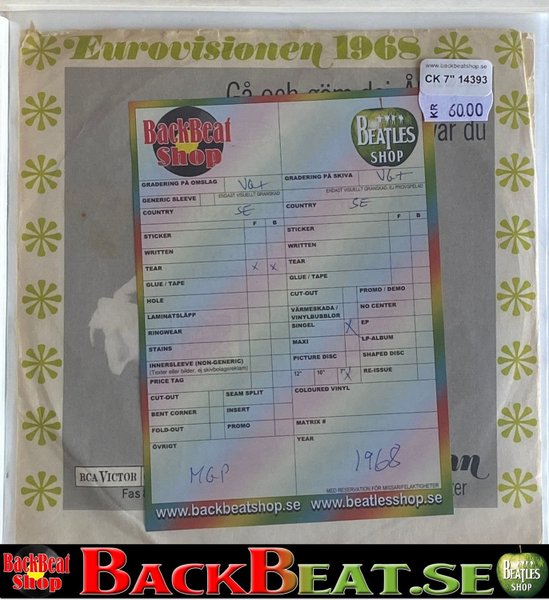 Eurovisionen 1968
www.backbeatshop.se
CK 7" 14393
KR 60.00
Gå och göm dej, Å
var du
BackBeat
Shop
BEATLES
SHOP
GRADERING PÅ OMSLAG VG+
ENDAST VISUELLT GRANSKAD
GENERIC SLEEVE
COUNTRY SE
F B
STICKER
WRITTEN
TEAR x x
GLUE / TAPE
HOLE
LAMINATSLÄPP
RINGWEAR
STAINS
INNERSLEEVE (NON-GENERIC)
(Texter eller bilder, ej skivbolagsreklam)
PRICE TAG
CUT-OUT SEAM SPLIT
BENT CORNER INSERT
FOLD-OUT PROMO
ÖVRIGT
MGP
GRADERING PÅ SKIVA VG+
ENDAST VISUELLT GRANSKAD, EJ PROVSPELAD
COUNTRY SE
F B
STICKER
WRITTEN
TEAR
GLUE / TAPE
CUT-OUT PROMO / DEMO
VÄRMESKADA /
VINYLBUBBLOR NO CENTER
SINGEL x EP
MAXI LP-ALBUM
PICTURE DISC SHAPED DISC
12" 10" 7" x RE-ISSUE
COLOURED VINYL
MATRIX #
YEAR
1968
MED RESERVATION FÖR MISSAR/FELAKTIGHETER
www.backbeatshop.se www.beatlesshop.se
RCA VICTOR
BackBeat
Shop
BACKBEAT.SE
BEATLES
SHOP